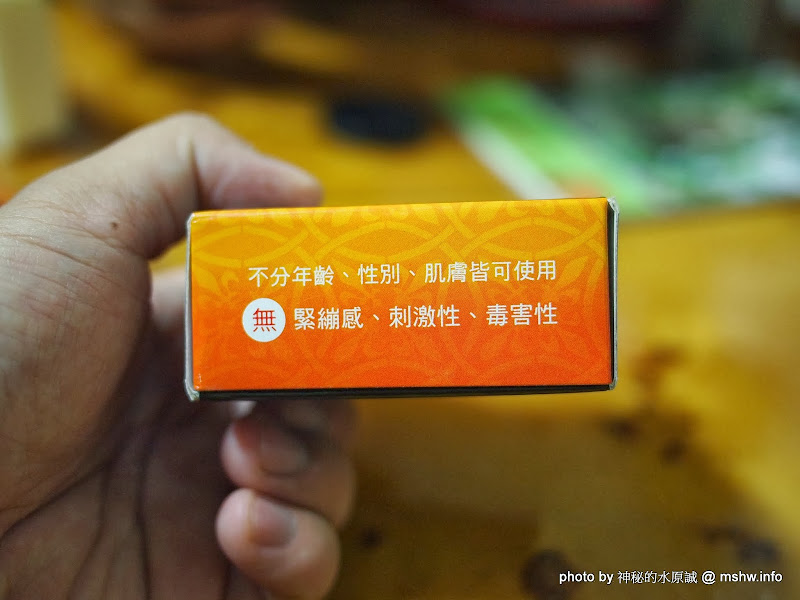 不分年齡、性別、肌膚皆可使用
無 緊繃感、刺激性、毒害性
photo by 神秘的水原誠 @ mshw.info